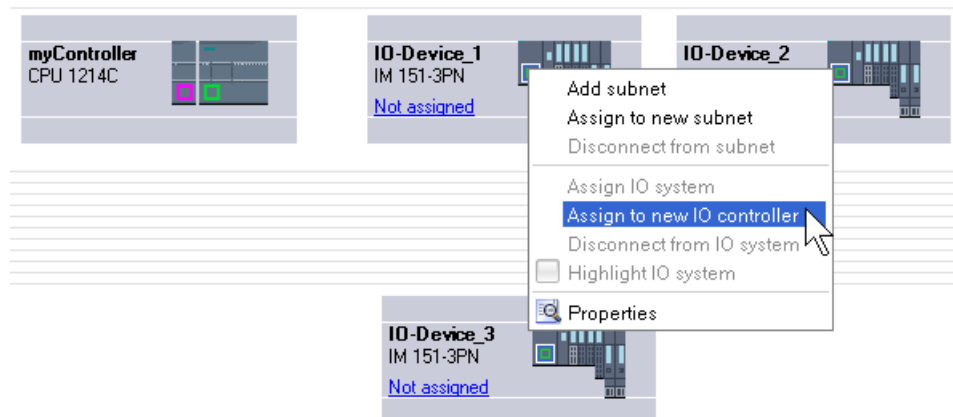 myController
CPU 1214C
IO-Device_1
IM 151-3PN
Not assigned
IO-Device_2
Add subnet
Assign to new subnet
Disconnect from subnet
Assign IO system
Assign to new IO controller
Disconnect from IO system
Highlight IO system
Properties
IO-Device_3
IM 151-3PN
Not assigned